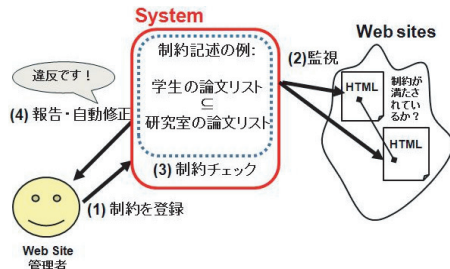 System
制約記述の例:
学生の論文リスト
⊆
研究室の論文リスト
(3) 制約チェック
(2)監視
Web sites
HTML
制約が
満たさ
れている
か？
HTML
違反です！
(4) 報告・自動修正
(1) 制約を登録
Web Site
管理者